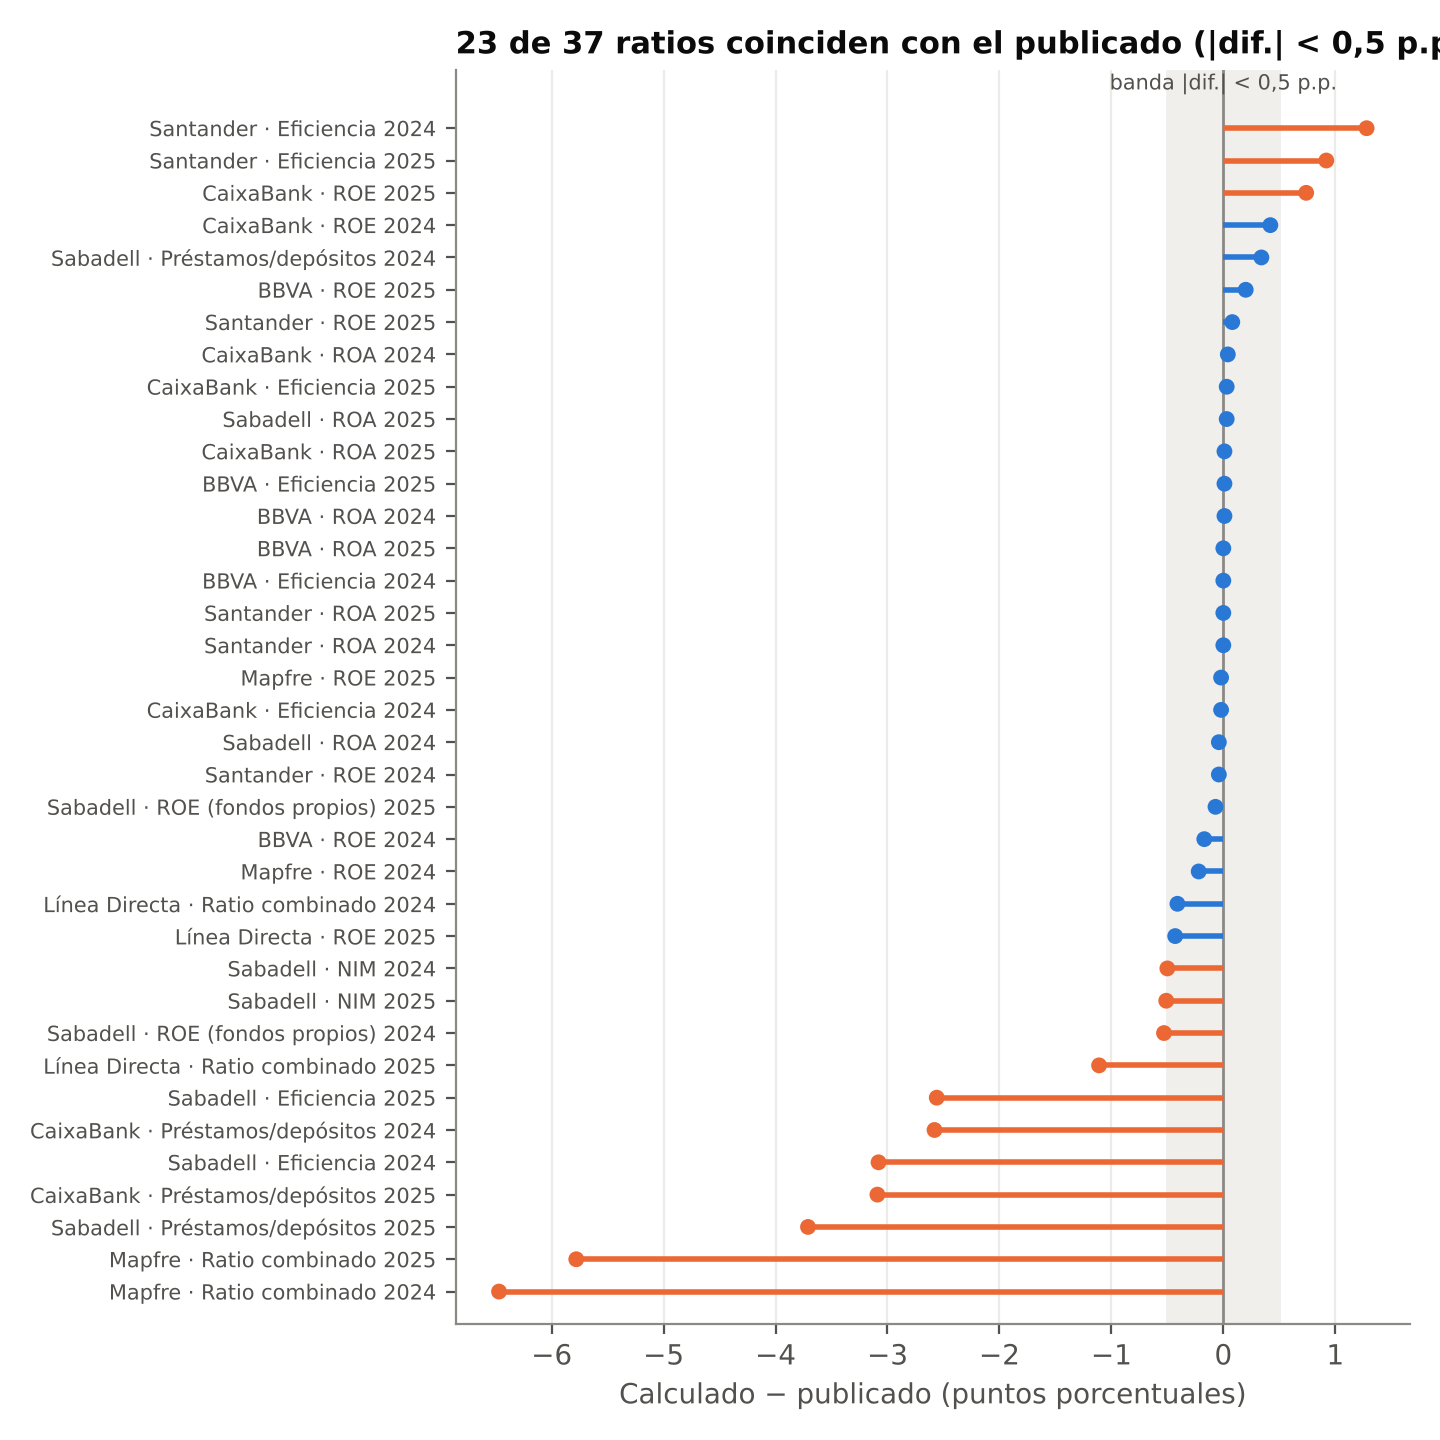 23 de 37 ratios coinciden con el publicado (|dif.| < 0,5 p.p
banda |dif.| < 0,5 p.p.
Santander · Eficiencia 2024
Santander · Eficiencia 2025
CaixaBank · ROE 2025
CaixaBank · ROE 2024
Sabadell · Préstamos/depósitos 2024
BBVA · ROE 2025
Santander · ROE 2025
CaixaBank · ROA 2024
CaixaBank · Eficiencia 2025
Sabadell · ROA 2025
CaixaBank · ROA 2025
BBVA · Eficiencia 2025
BBVA · ROA 2024
BBVA · ROA 2025
BBVA · Eficiencia 2024
Santander · ROA 2025
Santander · ROA 2024
Mapfre · ROE 2025
CaixaBank · Eficiencia 2024
Sabadell · ROA 2024
Santander · ROE 2024
Sabadell · ROE (fondos propios) 2025
BBVA · ROE 2024
Mapfre · ROE 2024
Línea Directa · Ratio combinado 2024
Línea Directa · ROE 2025
Sabadell · NIM 2024
Sabadell · NIM 2025
Sabadell · ROE (fondos propios) 2024
Línea Directa · Ratio combinado 2025
Sabadell · Eficiencia 2025
CaixaBank · Préstamos/depósitos 2024
Sabadell · Eficiencia 2024
CaixaBank · Préstamos/depósitos 2025
Sabadell · Préstamos/depósitos 2025
Mapfre · Ratio combinado 2025
Mapfre · Ratio combinado 2024
−6 −5 −4 −3 −2 −1 0 1
Calculado − publicado (puntos porcentuales)